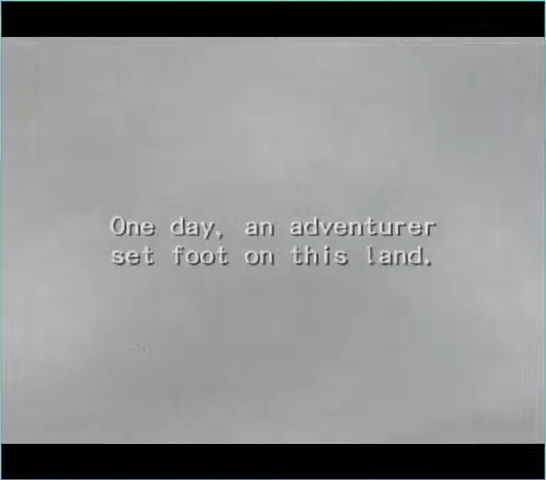 One day, an adventurer
set foot on this land.